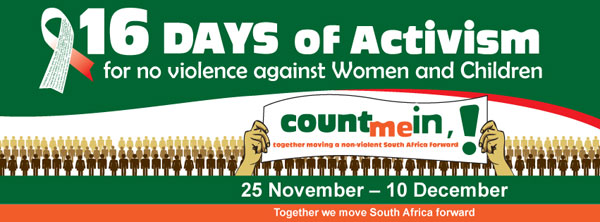 16 DAYS of Activism
for no violence against Women and Children
countmein,!
together moving a non-violent South Africa forward
25 November – 10 December
Together we move South Africa forward